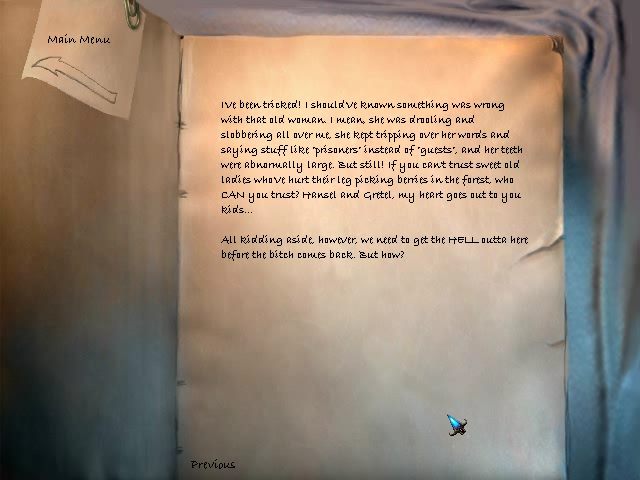 Main Menu
I've been tricked! I should've known something was wrong
with that old woman. I mean, she was drooling and
slobbering all over me, she kept tripping over her words and
saying stuff like "prisoners" instead of "guests", and her teeth
were abnormally large. But still! If you can't trust sweet old
ladies who've hurt their leg picking berries in the forest, who
CAN you trust? Hansel and Gretel, my heart goes out to you
kids...
All kidding aside, however, we need to get the HELL outta here
before the bitch comes back. But how?
Previous